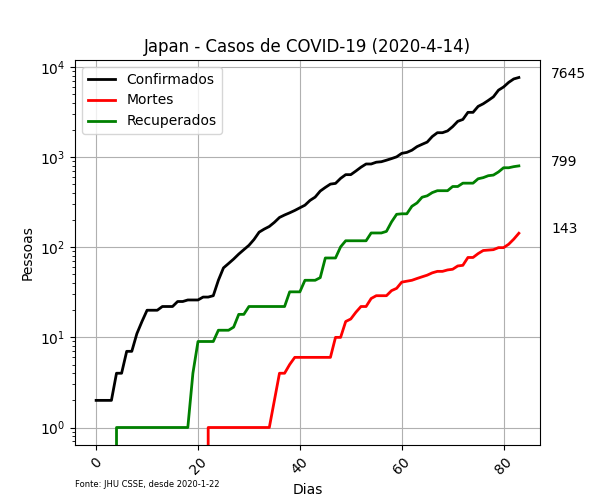 Japan - Casos de COVID-19 (2020-4-14)
Confirmados
Mortes
Recuperados
10⁴
10³
10²
10¹
10⁰
7645
799
143
Pessoas
0
20
40
60
80
Dias
Fonte: JHU CSSE, desde 2020-1-22